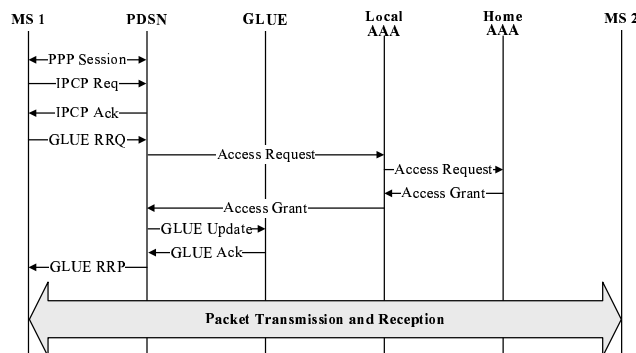 MS 1
PDSN
GLUE
Local
AAA
Home
AAA
MS 2
PPP Session
IPCP Req
IPCP Ack
GLUE RRQ
Access Request
Access Request
Access Grant
Access Grant
GLUE Update
GLUE Ack
GLUE RRP
Packet Transmission and Reception